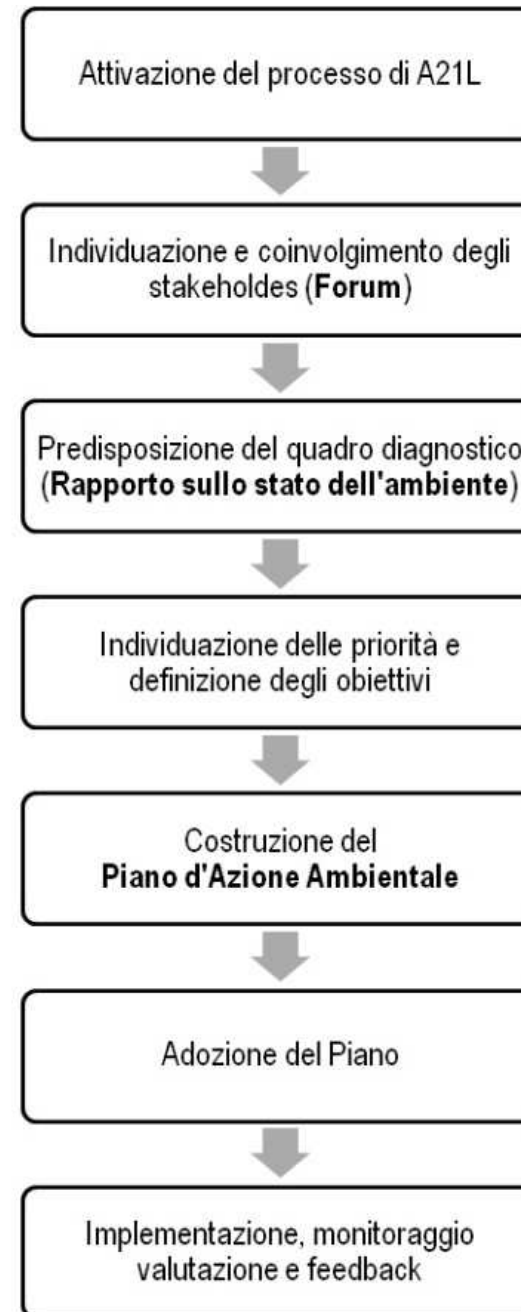 Attivazione del processo di A21L
Individuazione e coinvolgimento degli
stakeholdes (Forum)
Predisposizione del quadro diagnostico
(Rapporto sullo stato dell'ambiente)
Individuazione delle priorità e
definizione degli obiettivi
Costruzione del
Piano d'Azione Ambientale
Adozione del Piano
Implementazione, monitoraggio
valutazione e feedback